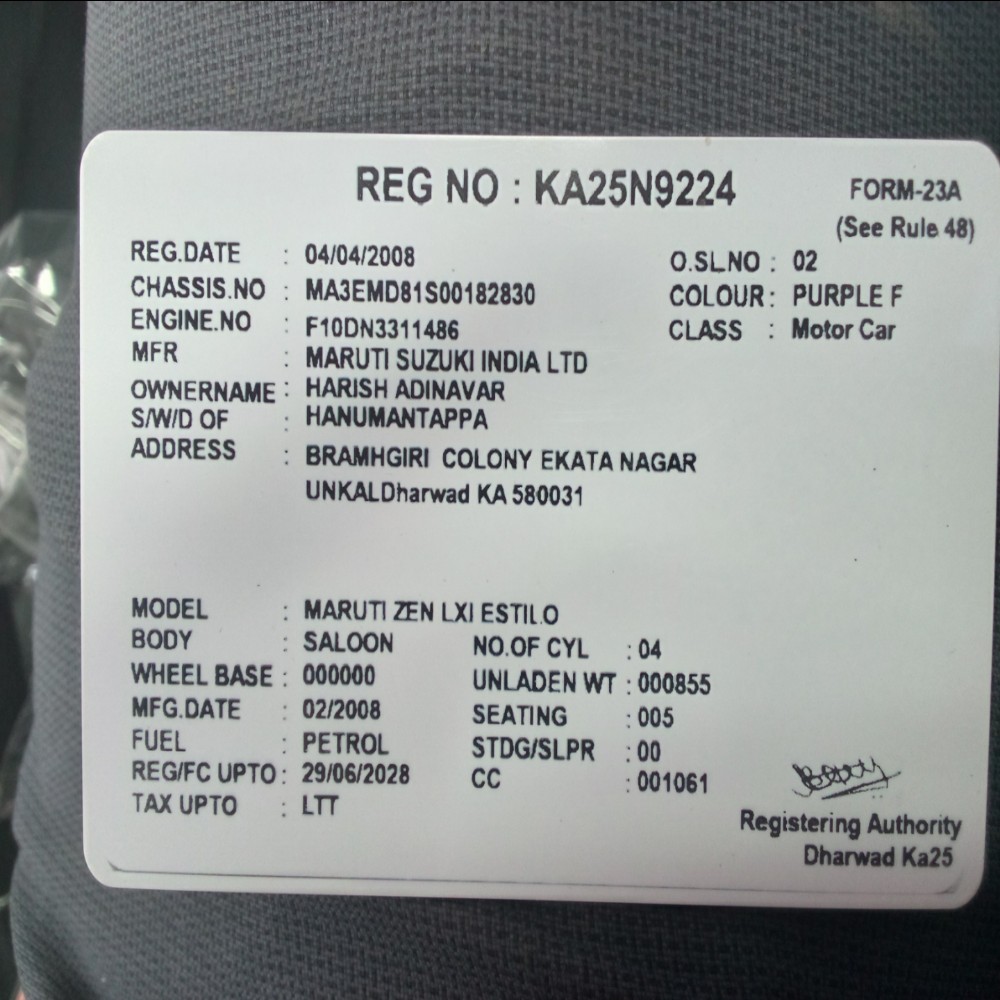 REG NO : KA25N9224
FORM-23A
(See Rule 48)
REG.DATE : 04/04/2008 O.SL.NO : 02
CHASSIS.NO : MA3EMD81S00182830 COLOUR : PURPLE F
ENGINE.NO : F10DN3311486 CLASS : Motor Car
MFR : MARUTI SUZUKI INDIA LTD
OWNERNAME : HARISH ADINAVAR
S/W/D OF : HANUMANTAPPA
ADDRESS : BRAMHGIRI COLONY EKATA NAGAR
UNKALDharwad KA 580031
MODEL : MARUTI ZEN LXI ESTILO
BODY : SALOON NO.OF CYL : 04
WHEEL BASE : 000000 UNLADEN WT : 000855
MFG.DATE : 02/2008 SEATING : 005
FUEL : PETROL STDG/SLPR : 00
REG/FC UPTO : 29/06/2028 CC : 001061
TAX UPTO : LTT
Registering Authority
Dharwad Ka25